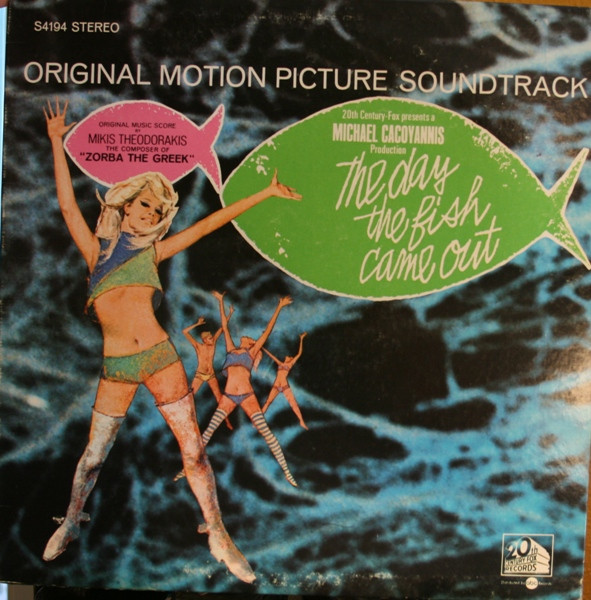 S4194 STEREO
ORIGINAL MOTION PICTURE SOUNDTRACK
ORIGINAL MUSIC SCORE
BY
MIKIS THEODORAKIS
THE COMPOSER OF
"ZORBA THE GREEK"
20th Century-Fox presents a
MICHAEL CACOYANNIS
Production
The day
the fish
came out
20th
CENTURY FOX
RECORDS